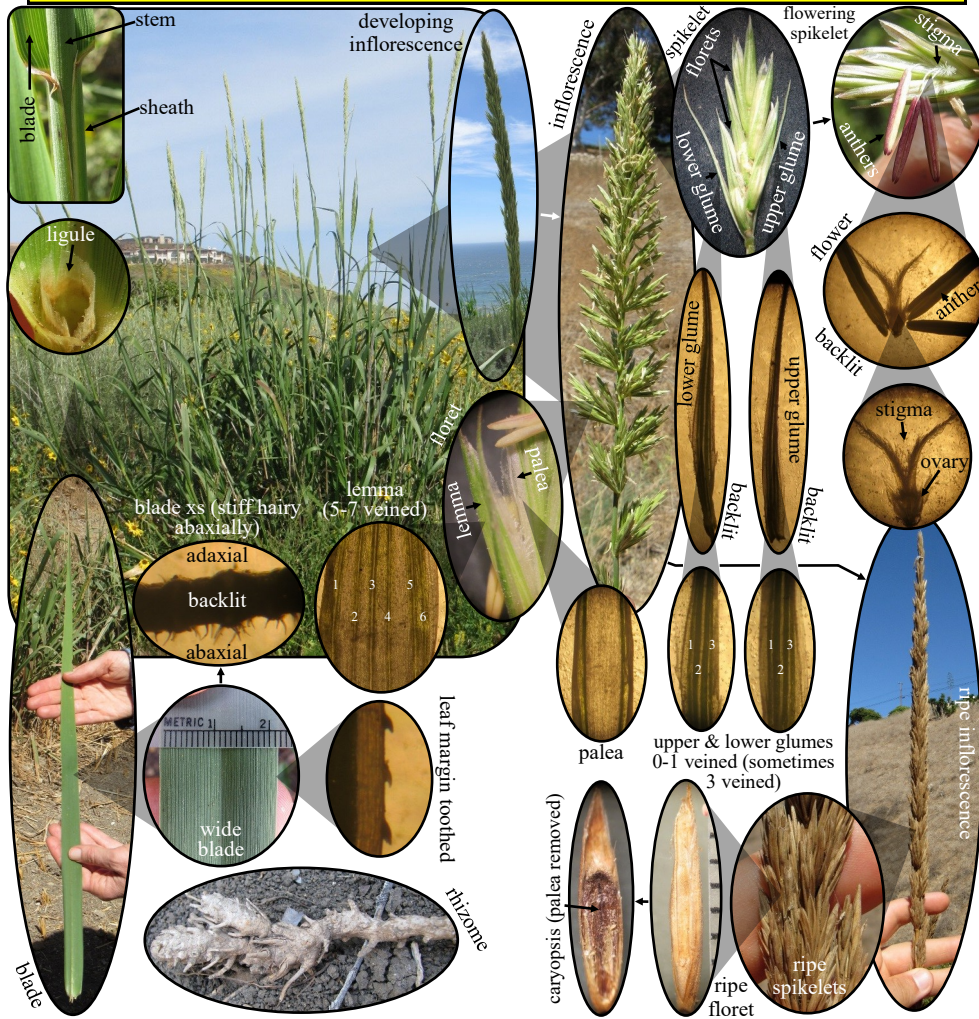 stem
blade
sheath
ligule
developing
inflorescence
inflorescence
spikelet
florets
lower glume
upper glume
flowering
spikelet
stigma
anthers
flower
anther
backlit
stigma
ovary
lower glume
backlit
upper glume
backlit
floret
palea
lemma
blade xs (stiff hairy
abaxially)
adaxial
backlit
abaxial
lemma
(5-7 veined)
1 3 5
2 4 6
palea
1 3
2
1 3
2
upper & lower glumes
0-1 veined (sometimes
3 veined)
ripe inflorescence
METRIC 1 2
wide
blade
leaf margin toothed
blade
rhizome
caryopsis (palea removed)
ripe
floret
ripe
spikelets